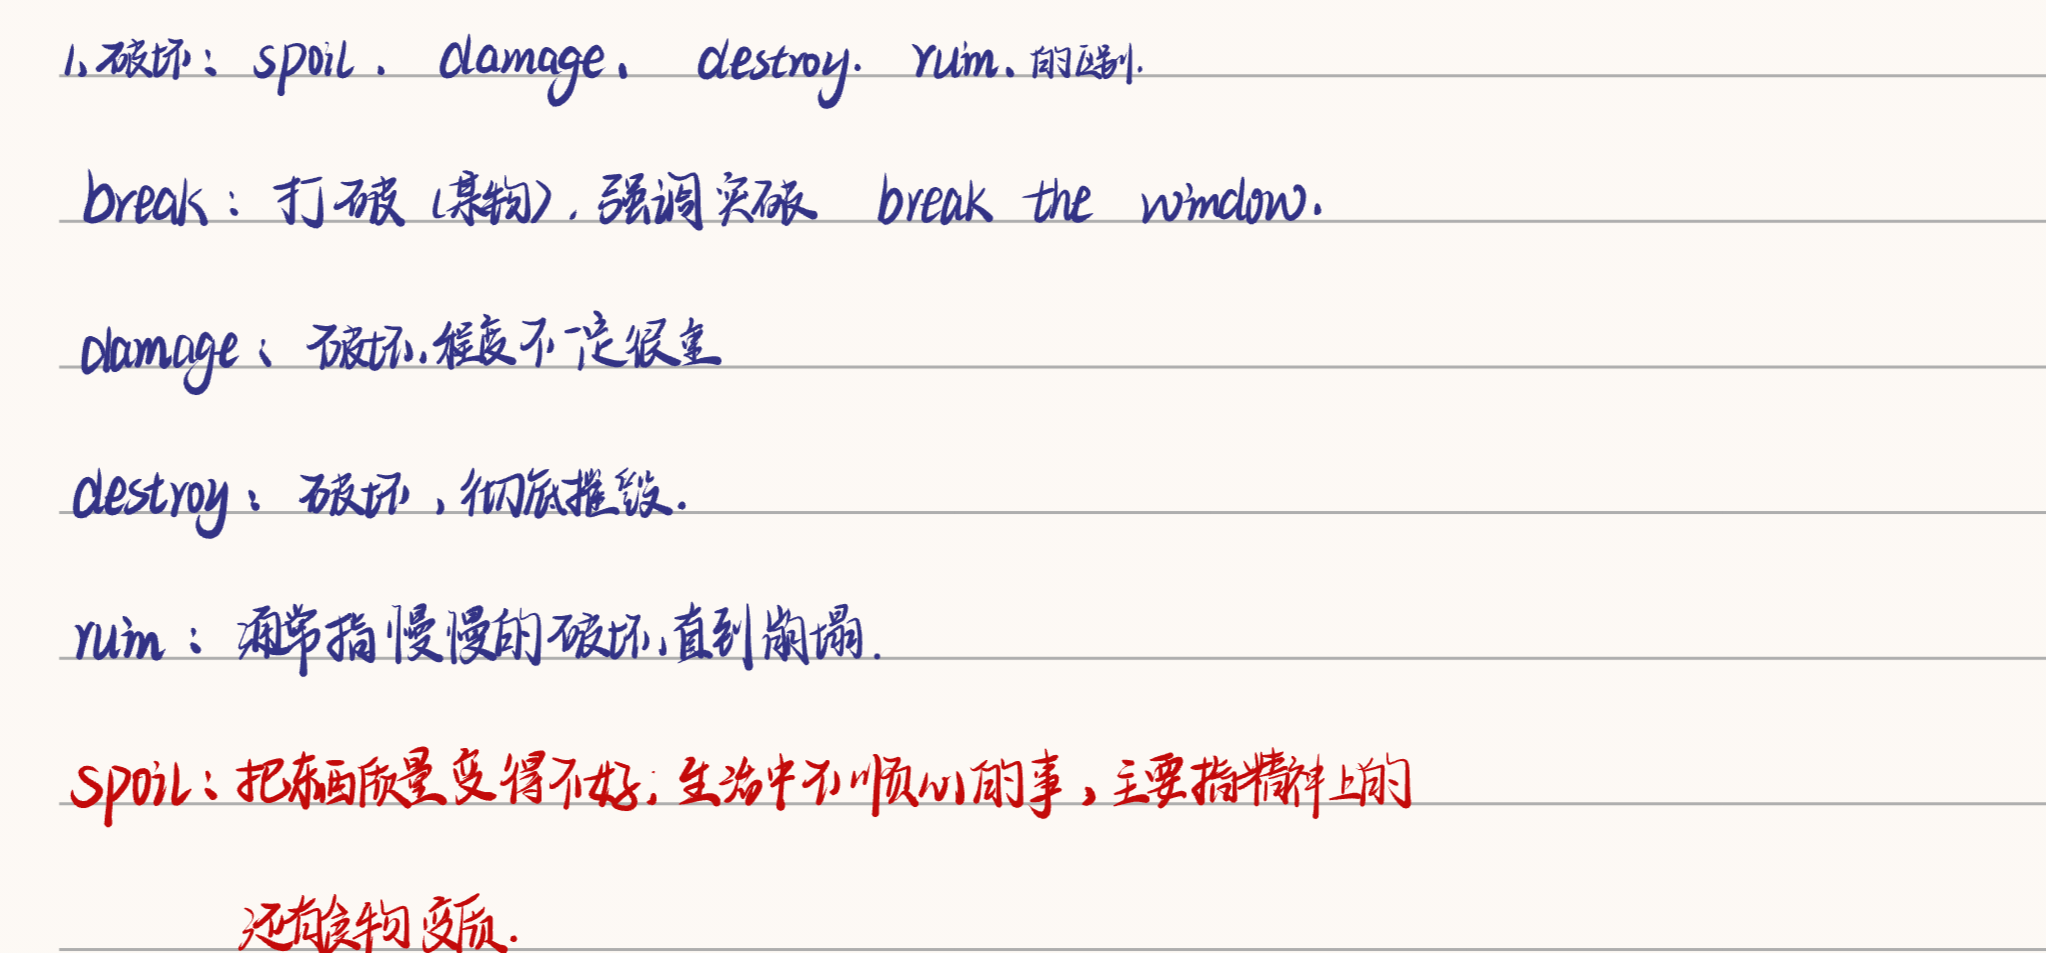 1、破坏：spoil、damage、destroy. ruin、的区别.
break：打破（某物）.强调突破 break the window.
damage：破坏,程度不一定很重
destroy：破坏，彻底摧毁.
ruin：通常指慢慢的破坏,直到崩塌.
spoil：把东西质量变得不好；生活中不顺心的事，主要指精神上的
还有食物变质.